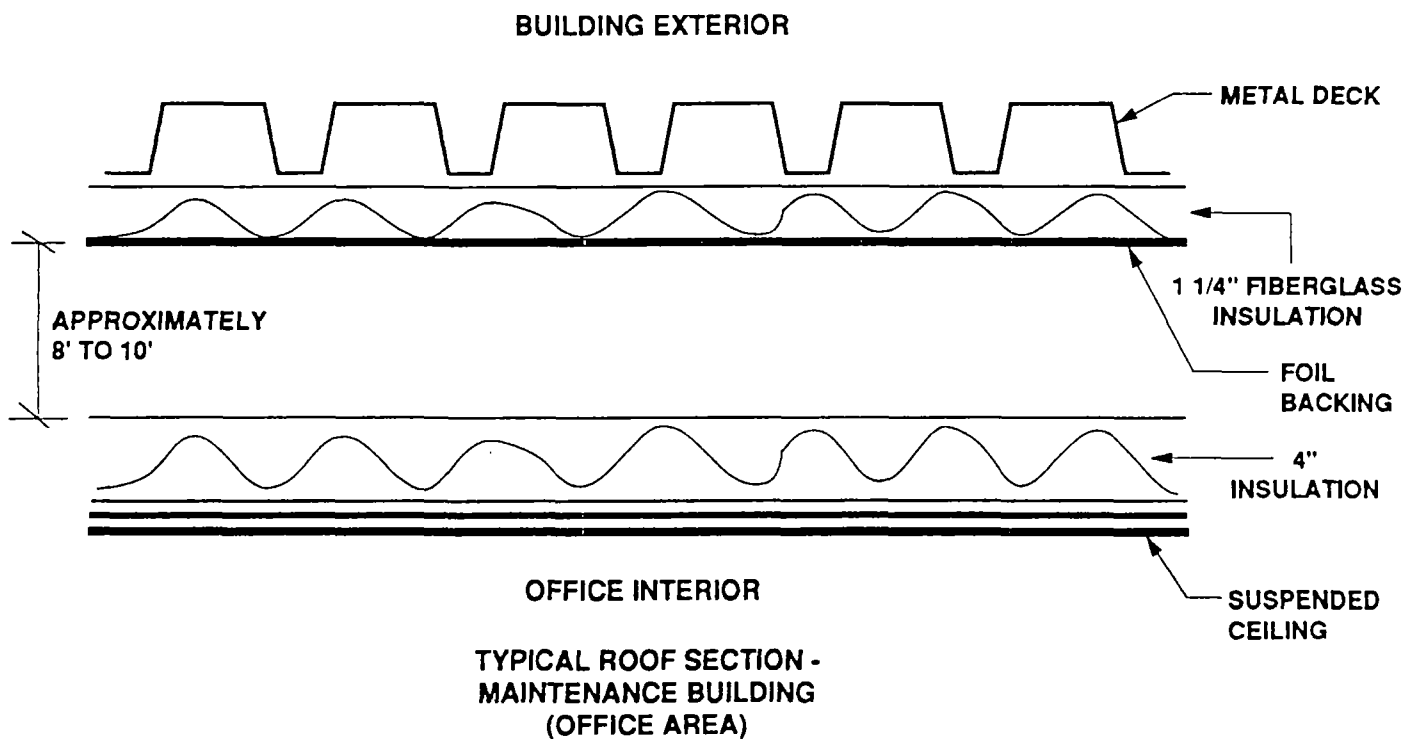 BUILDING EXTERIOR
METAL DECK
1 1/4" FIBERGLASS
INSULATION
APPROXIMATELY
8' TO 10'
FOIL
BACKING
4"
INSULATION
OFFICE INTERIOR
SUSPENDED
CEILING
TYPICAL ROOF SECTION -
MAINTENANCE BUILDING
(OFFICE AREA)